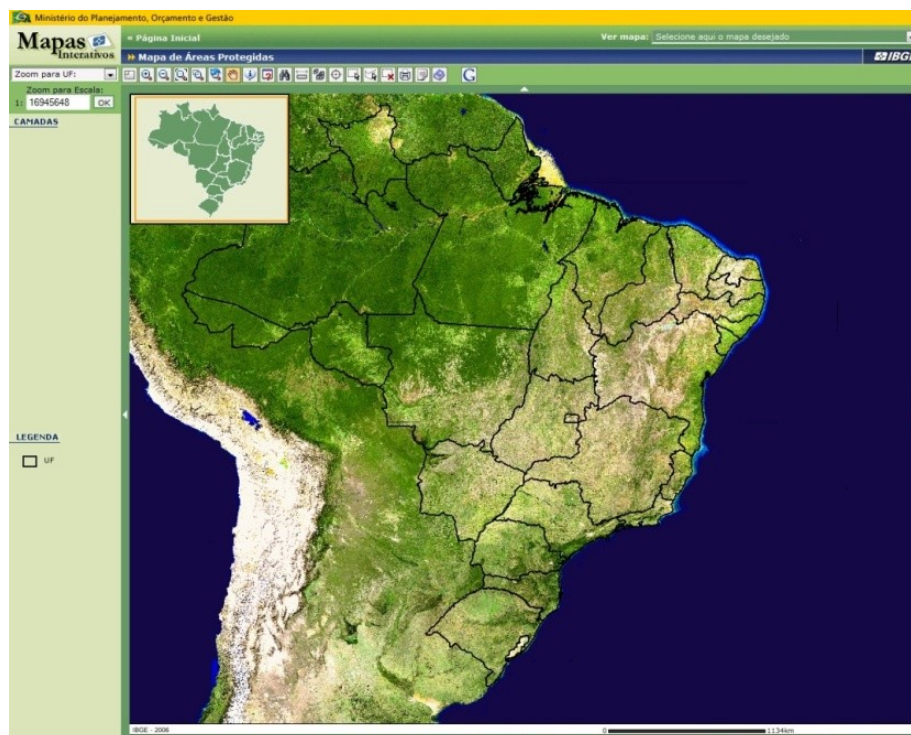 Ministério do Planejamento, Orçamento e Gestão
Mapas
Interativos
« Página Inicial
Ver mapa: Selecione aqui o mapa desejado
Mapa de Áreas Protegidas
IBGE
Zoom para UF:
Zoom para Escala:
1: 16945648 OK
CAMADAS
LEGENDA
UF
IBGE - 2006
0 1134km